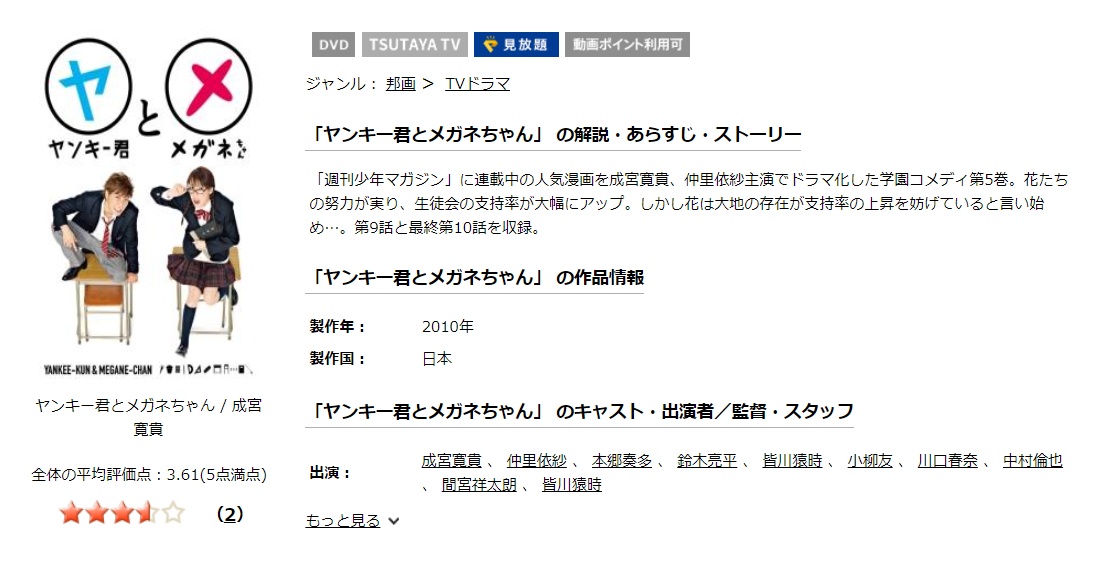 ヤ
と
メ
ヤンキー君
メガネちゃん
YANKEE-KUN & MEGANE-CHAN
ヤンキー君とメガネちゃん / 成宮
寛貴
全体の平均評価点：3.61(5点満点)
(2)
DVD TSUTAYA TV 見放題 動画ポイント利用可
ジャンル： 邦画 > TVドラマ
「ヤンキー君とメガネちゃん」 の解説・あらすじ・ストーリー
「週刊少年マガジン」に連載中の人気漫画を成宮寛貴、仲里依紗主演でドラマ化した学園コメディ第5巻。花たち
の努力が実り、生徒会の支持率が大幅にアップ。しかし花は大地の存在が支持率の上昇を妨げていると言い始
め…。第9話と最終第10話を収録。
「ヤンキー君とメガネちゃん」 の作品情報
製作年： 2010年
製作国： 日本
「ヤンキー君とメガネちゃん」 のキャスト・出演者／監督・スタッフ
出演： 成宮寛貴 、 仲里依紗 、 本郷奏多 、 鈴木亮平 、 皆川猿時 、 小柳友 、 川口春奈 、 中村倫也
、 間宮祥太朗 、 皆川猿時
もっと見る